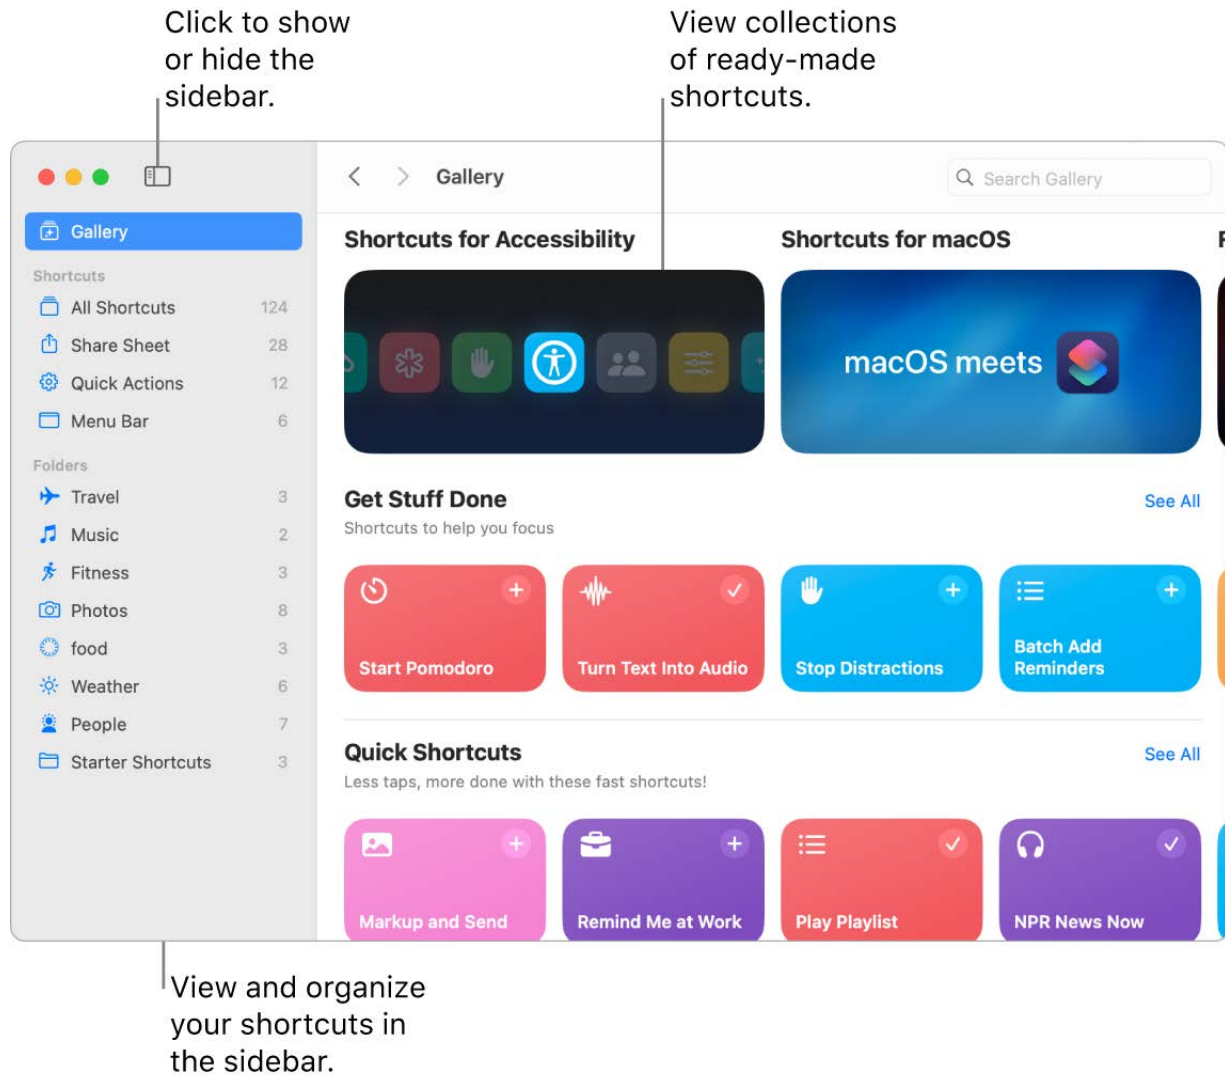 Click to show
or hide the
sidebar.
View collections
of ready-made
shortcuts.
Gallery
Search Gallery
Gallery
Shortcuts
All Shortcuts 124
Share Sheet 28
Quick Actions 12
Menu Bar 6
Folders
Travel 3
Music 2
Fitness 3
Photos 8
food 3
Weather 6
People 7
Starter Shortcuts 3
Shortcuts for Accessibility
Shortcuts for macOS
macOS meets
Get Stuff Done
See All
Shortcuts to help you focus
Start Pomodoro
Turn Text Into Audio
Stop Distractions
Batch Add
Reminders
Quick Shortcuts
See All
Less taps, more done with these fast shortcuts!
Markup and Send
Remind Me at Work
Play Playlist
NPR News Now
View and organize
your shortcuts in
the sidebar.